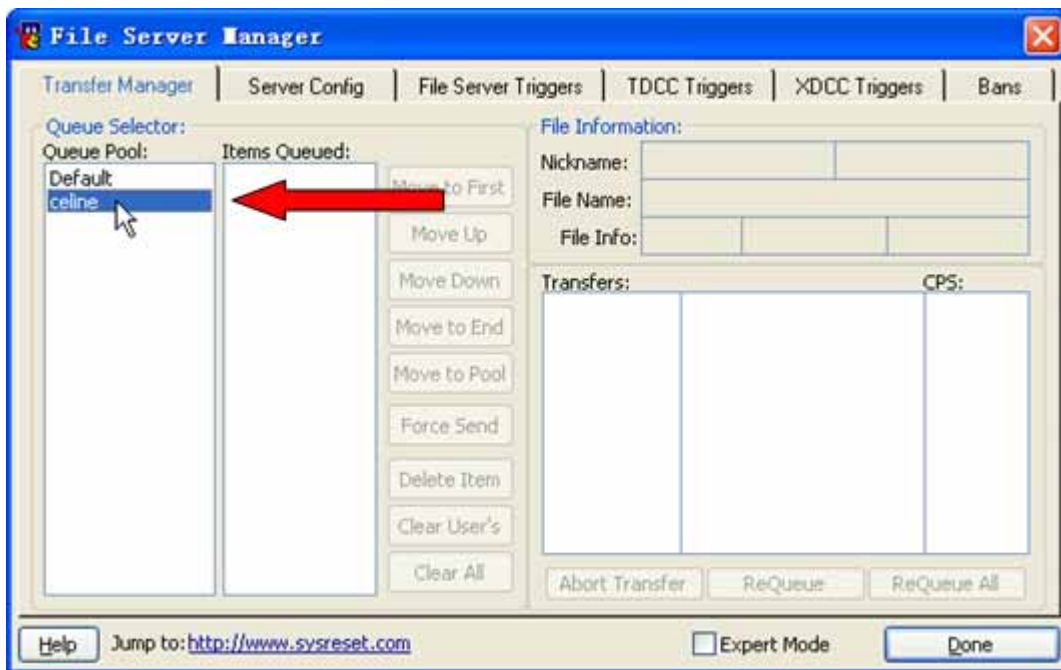 File Server Manager
Transfer Manager
Server Config
File Server Triggers
TDCC Triggers
XDCC Triggers
Bans
Queue Selector:
Queue Pool:
Items Queued:
Default
celine
Move to First
Move Up
Move Down
Move to End
Move to Pool
Force Send
Delete Item
Clear User's
Clear All
File Information:
Nickname:
File Name:
File Info:
Transfers:
CPS:
Abort Transfer
ReQueue
ReQueue All
Help
Jump to: http://www.sysreset.com
Expert Mode
Done